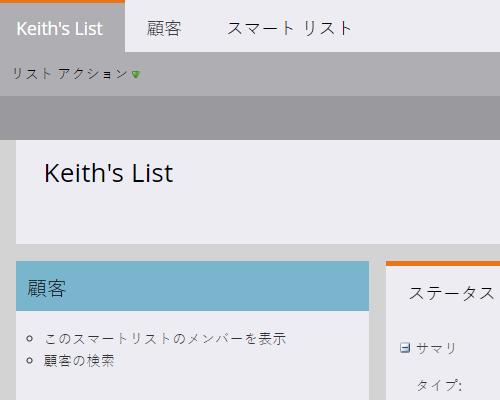 Keith's List 顧客 スマート リスト
リスト アクション
Keith's List
顧客
このスマートリストのメンバーを表示
顧客の検索
ステータス
サマリ
タイプ: